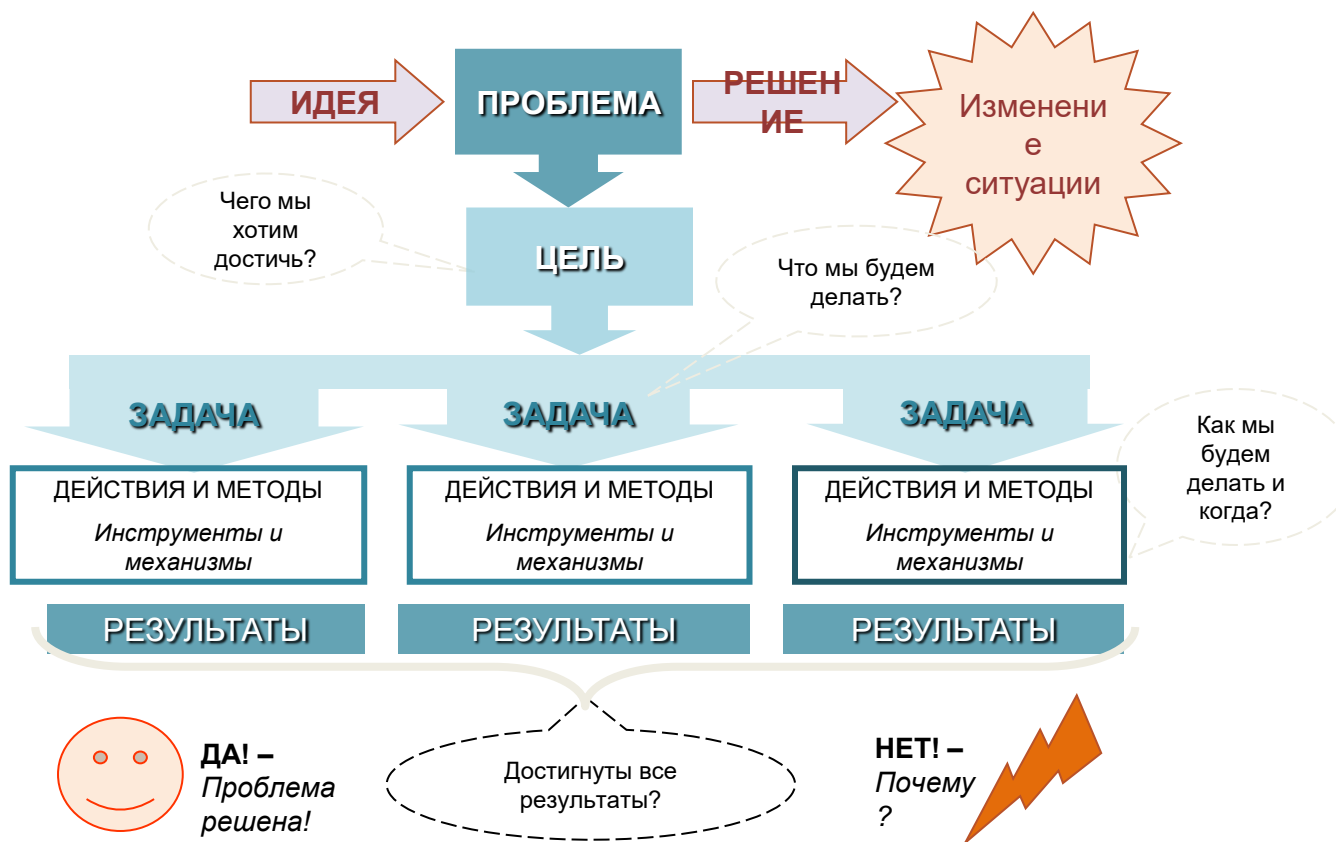 ИДЕЯ
ПРОБЛЕМА
РЕШЕН
ИЕ
Изменени
е
ситуации
Чего мы
хотим
достичь?
ЦЕЛЬ
Что мы будем
делать?
ЗАДАЧА
ЗАДАЧА
ЗАДАЧА
Как мы
будем
делать и
когда?
ДЕЙСТВИЯ И МЕТОДЫ
Инструменты и
механизмы
ДЕЙСТВИЯ И МЕТОДЫ
Инструменты и
механизмы
ДЕЙСТВИЯ И МЕТОДЫ
Инструменты и
механизмы
РЕЗУЛЬТАТЫ
РЕЗУЛЬТАТЫ
РЕЗУЛЬТАТЫ
ДА! –
Проблема
решена!
Достигнуты все
результаты?
НЕТ! –
Почему
?